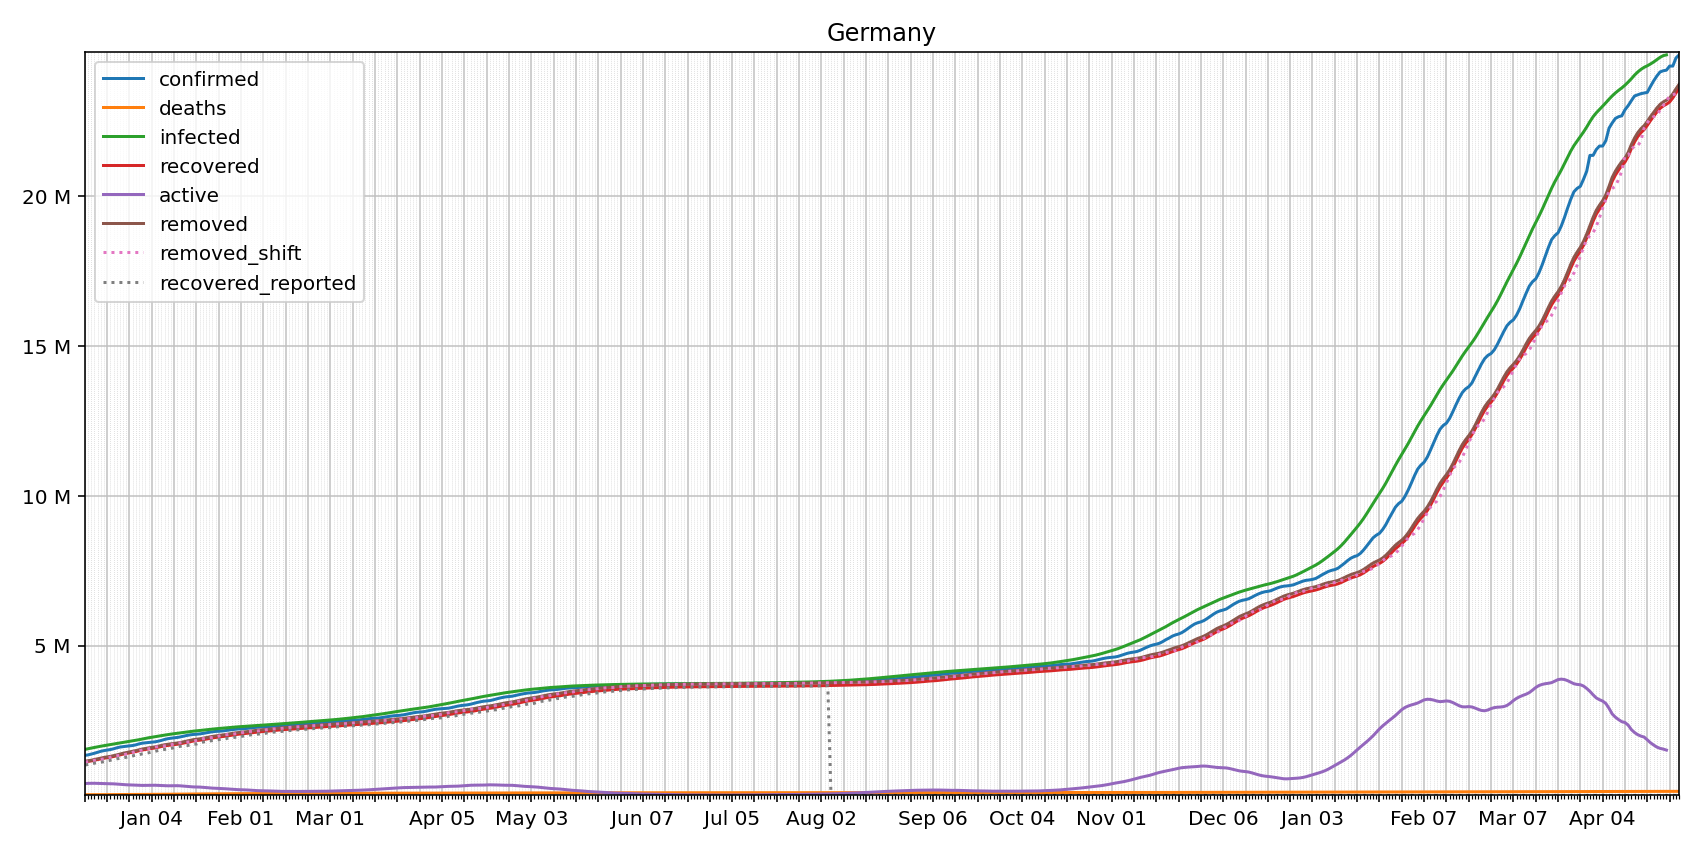 Germany
confirmed
deaths
infected
recovered
active
removed
removed_shift
recovered_reported
20 M
15 M
10 M
5 M
Jan 04 Feb 01 Mar 01 Apr 05 May 03 Jun 07 Jul 05 Aug 02 Sep 06 Oct 04 Nov 01 Dec 06 Jan 03 Feb 07 Mar 07 Apr 04